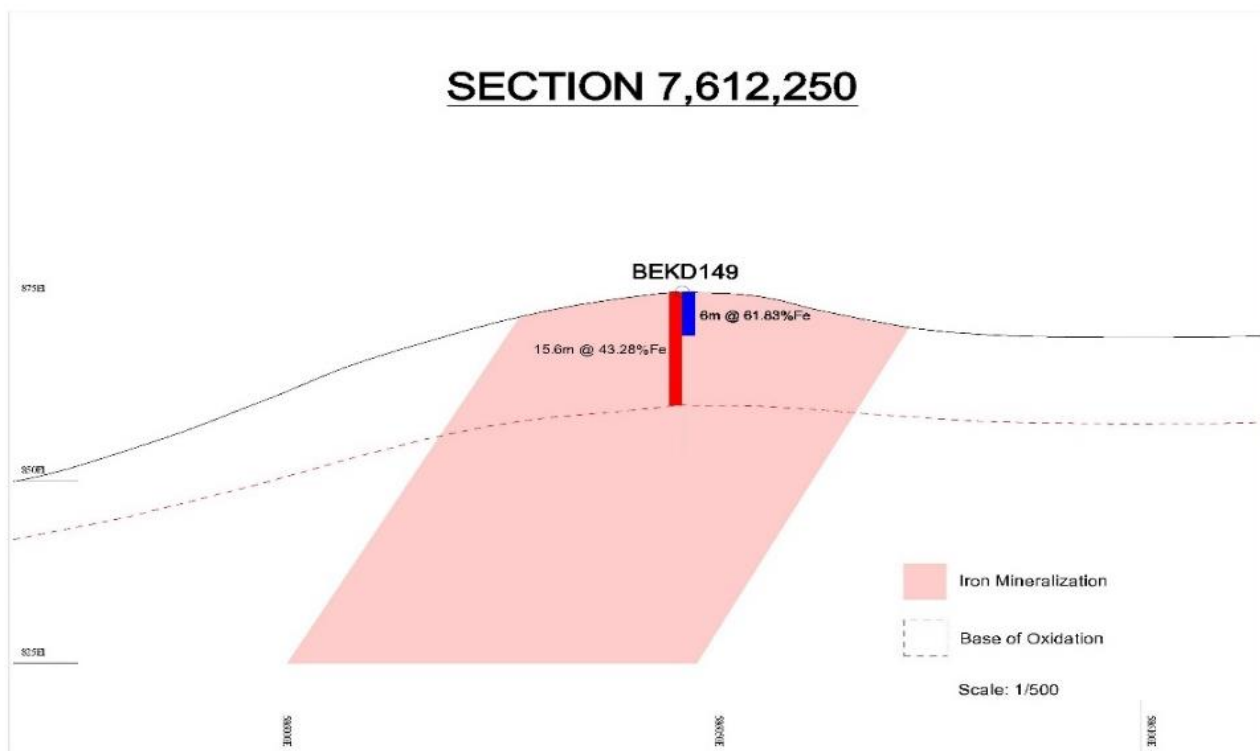 SECTION 7,612,250
BEKD149
6m @ 61.83%Fe
15.6m @ 43.28%Fe
Iron Mineralization
Base of Oxidation
Scale: 1/500